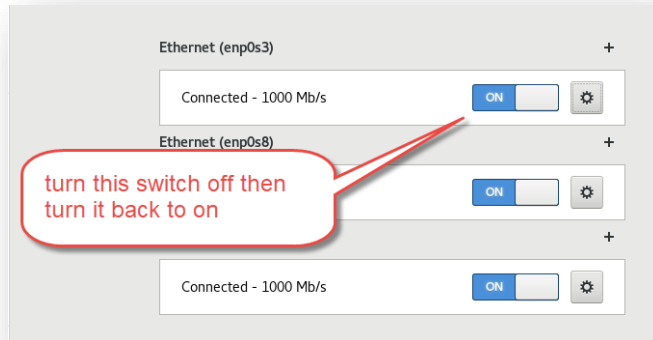 Ethernet (enp0s3) +
Connected - 1000 Mb/s ON
Ethernet (enp0s8) +
turn this switch off then
turn it back to on
ON
+
Connected - 1000 Mb/s ON